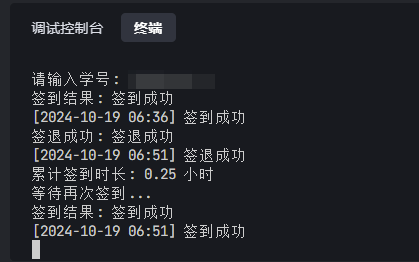 调试控制台 终端
请输入学号:
签到结果: 签到成功
[2024-10-19 06:36] 签到成功
签退成功: 签退成功
[2024-10-19 06:51] 签退成功
累计签到时长: 0.25 小时
等待再次签到...
签到结果: 签到成功
[2024-10-19 06:51] 签到成功